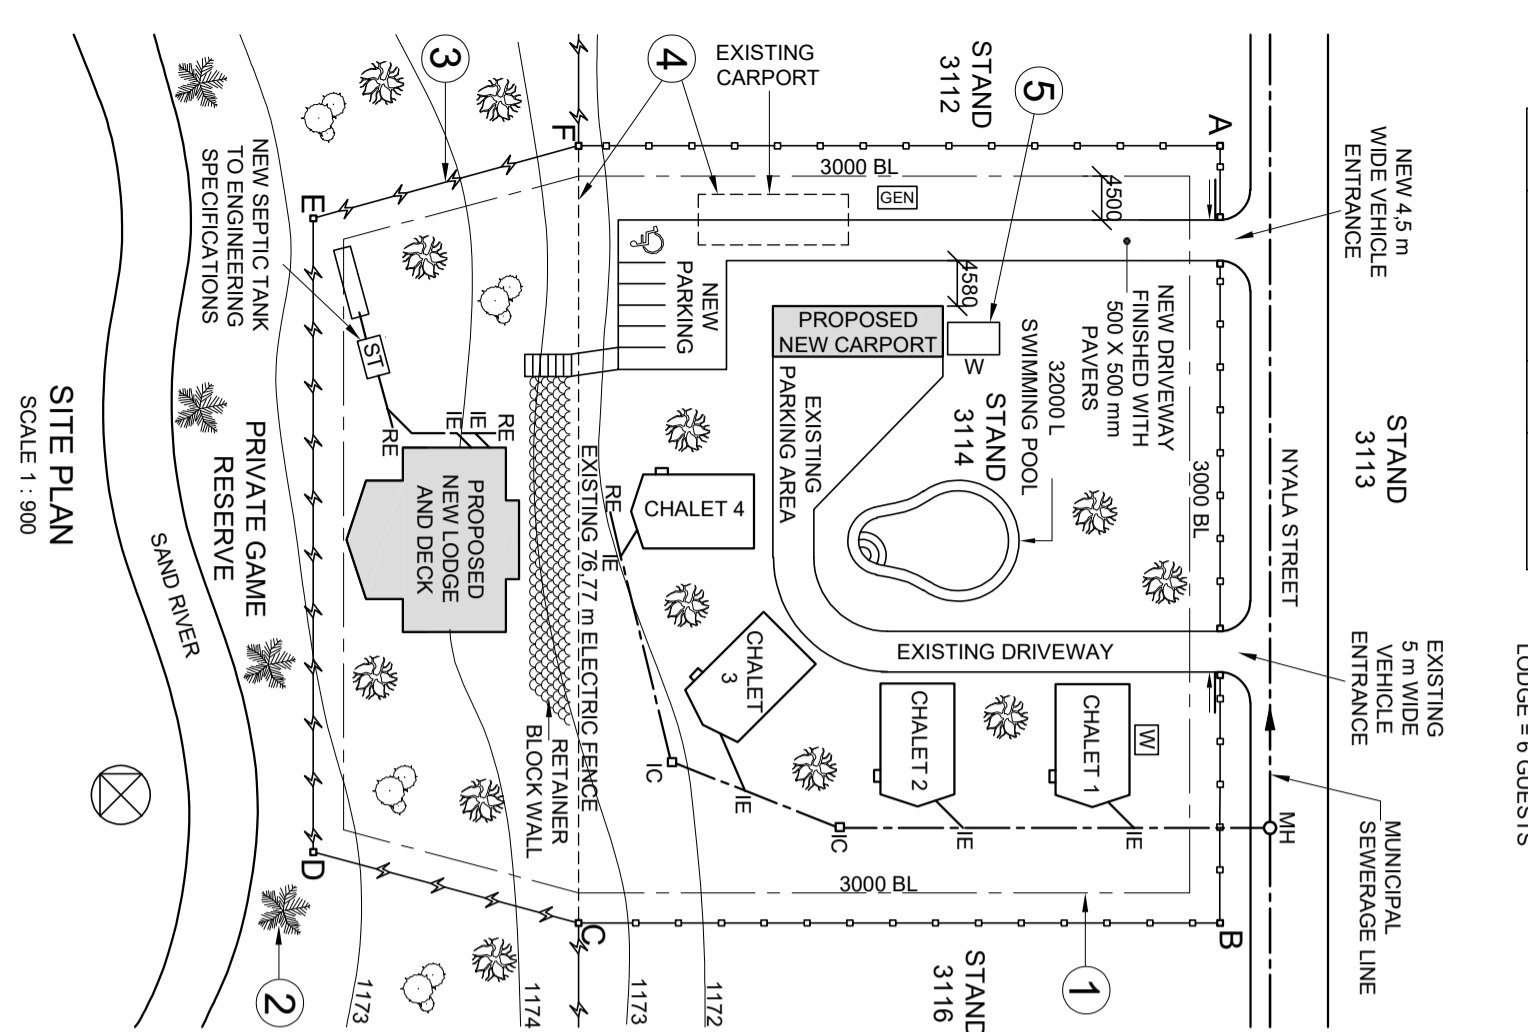 LODGE = 6 GUESTS
STAND
3113
NEW 4,5 m
WIDE VEHICLE
ENTRANCE
EXISTING
5 m WIDE
VEHICLE
ENTRANCE
MUNICIPAL
SEWERAGE LINE
NYALA STREET
MH
A
B
STAND
3112
5
EXISTING
CARPORT
4
3
3000 BL
GEN
4500
NEW DRIVEWAY
FINISHED WITH
500 X 500 mm
PAVERS
3000 BL
4580
PROPOSED
NEW CARPORT
W
32000 L
SWIMMING POOL
STAND
3114
NEW
PARKING
EXISTING
PARKING AREA
EXISTING DRIVEWAY
CHALET 1
W
CHALET 2
CHALET
3
CHALET 4
IE
IE
IE
IE
RE
IC
IC
3000 BL
1
STAND
3116
F
C
EXISTING 76,77 m ELECTRIC FENCE
RETAINER
BLOCK WALL
PROPOSED
NEW LODGE
AND DECK
RE
IE
IE
RE
ST
NEW SEPTIC TANK
TO ENGINEERING
SPECIFICATIONS
E
D
2
1172
1173
1174
1173
PRIVATE GAME
RESERVE
SAND RIVER
SITE PLAN
SCALE 1 : 900